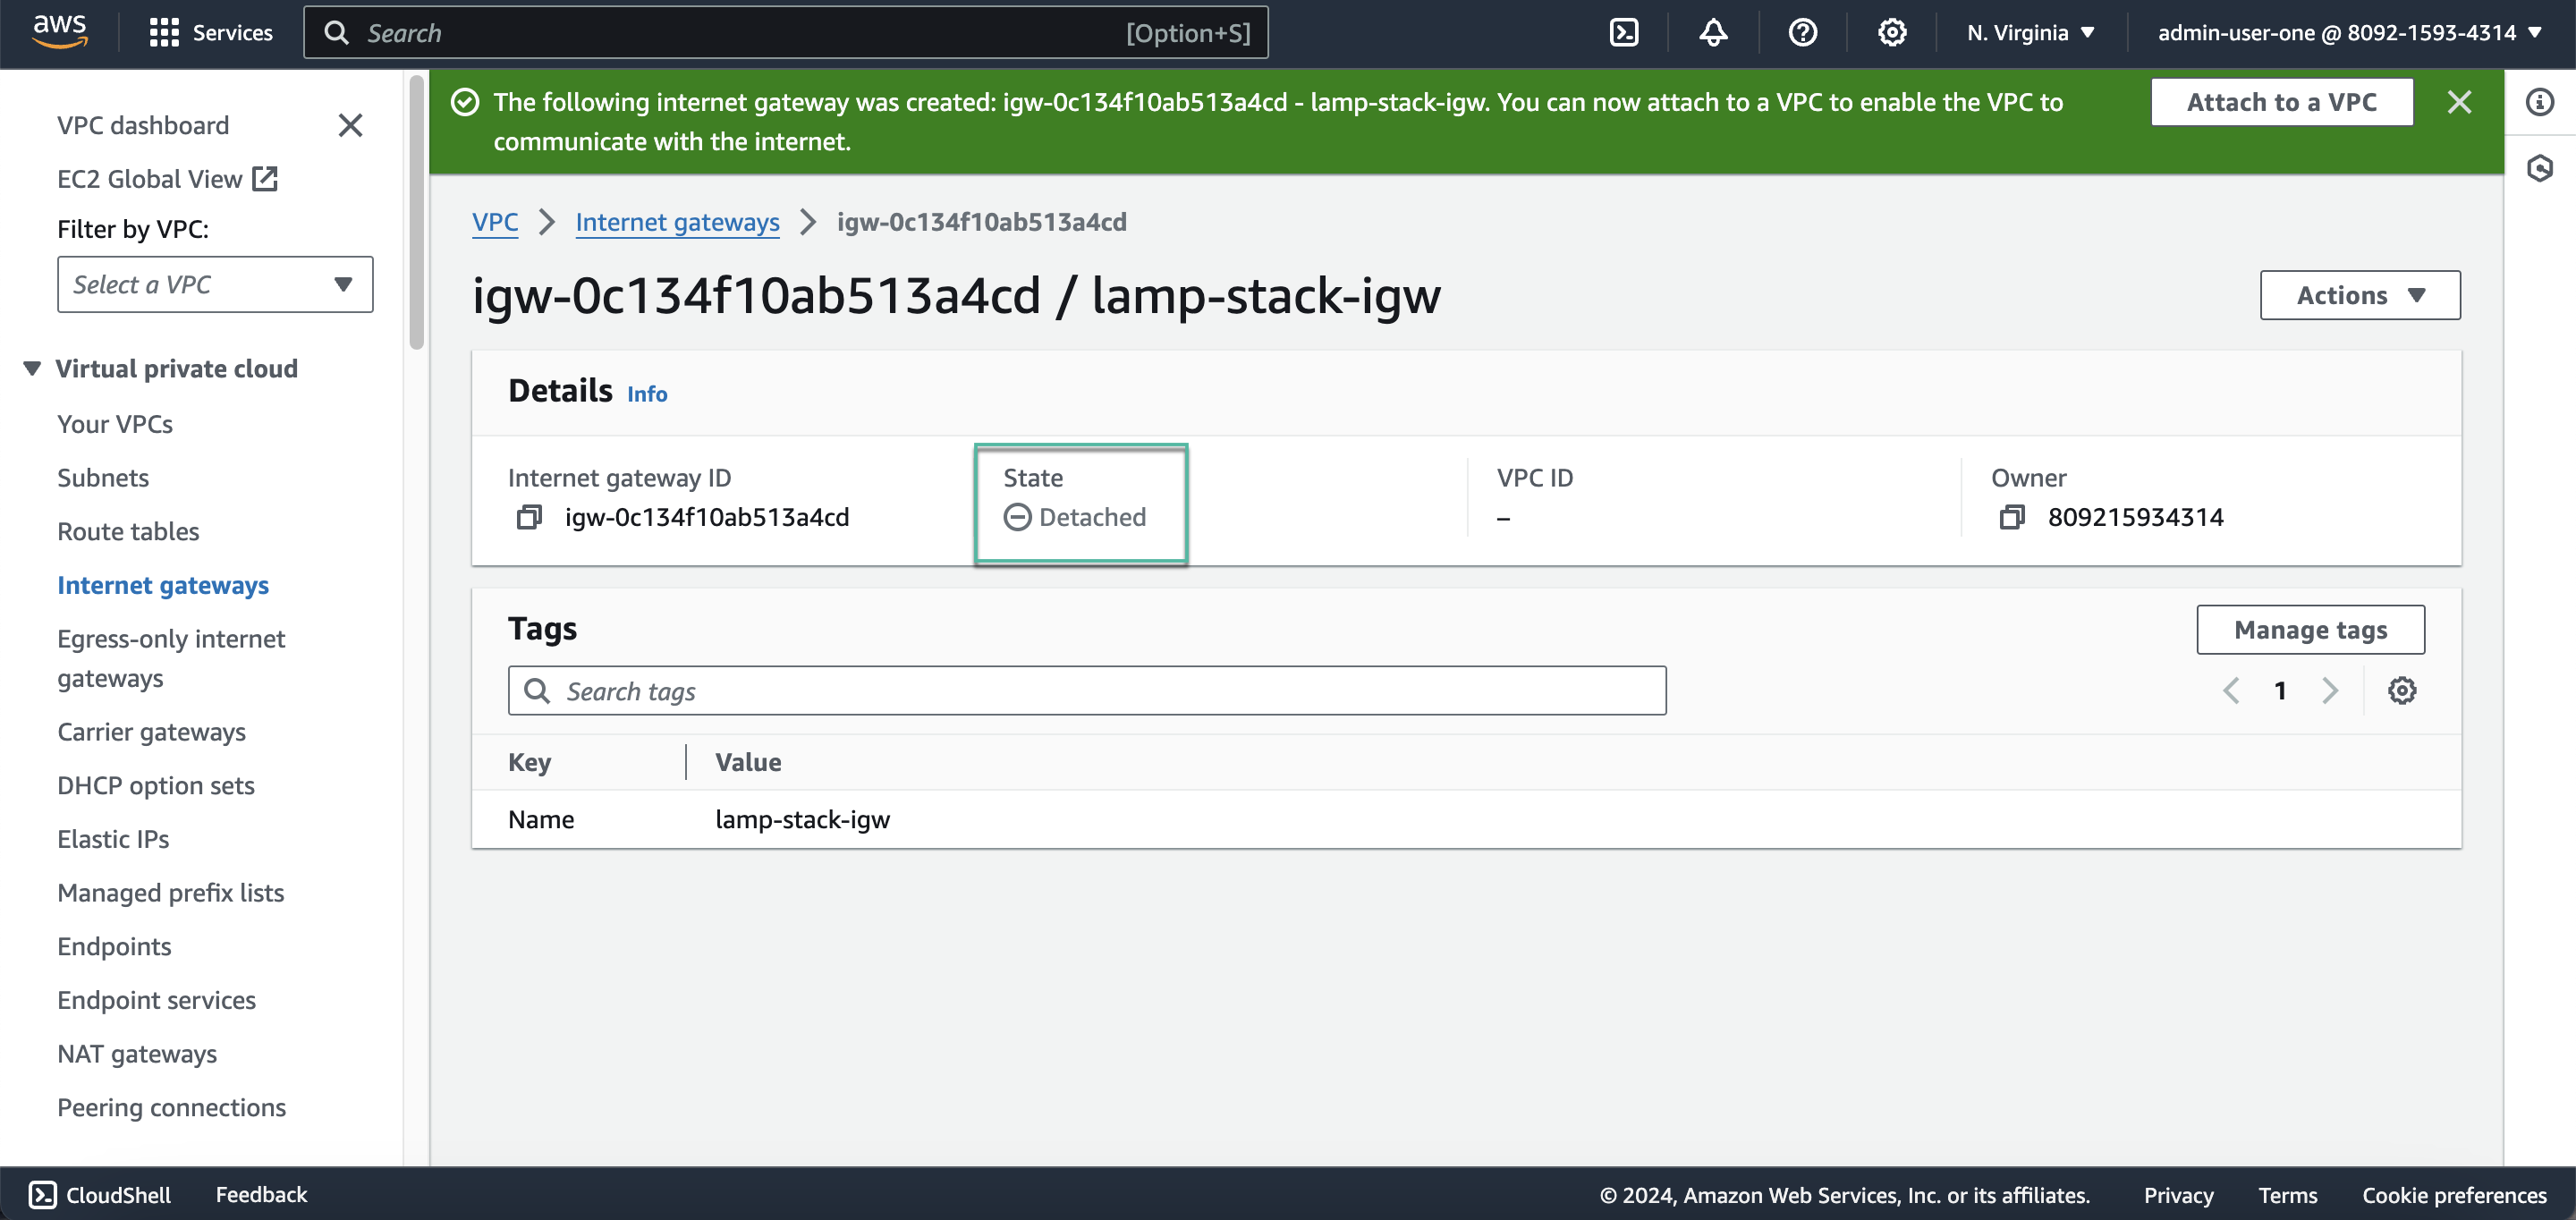 aws
Services
Search
[Option+S]
N. Virginia
admin-user-one @ 8092-1593-4314
VPC dashboard
EC2 Global View
Filter by VPC:
Select a VPC
Virtual private cloud
Your VPCs
Subnets
Route tables
Internet gateways
Egress-only internet
gateways
Carrier gateways
DHCP option sets
Elastic IPs
Managed prefix lists
Endpoints
Endpoint services
NAT gateways
Peering connections
The following internet gateway was created: igw-0c134f10ab513a4cd - lamp-stack-igw. You can now attach to a VPC to enable the VPC to
communicate with the internet.
Attach to a VPC
VPC
Internet gateways
igw-0c134f10ab513a4cd
igw-0c134f10ab513a4cd / lamp-stack-igw
Actions
Details Info
Internet gateway ID
igw-0c134f10ab513a4cd
State
Detached
VPC ID
–
Owner
809215934314
Tags
Manage tags
Search tags
1
Key
Value
Name
lamp-stack-igw
CloudShell
Feedback
© 2024, Amazon Web Services, Inc. or its affiliates.
Privacy
Terms
Cookie preferences